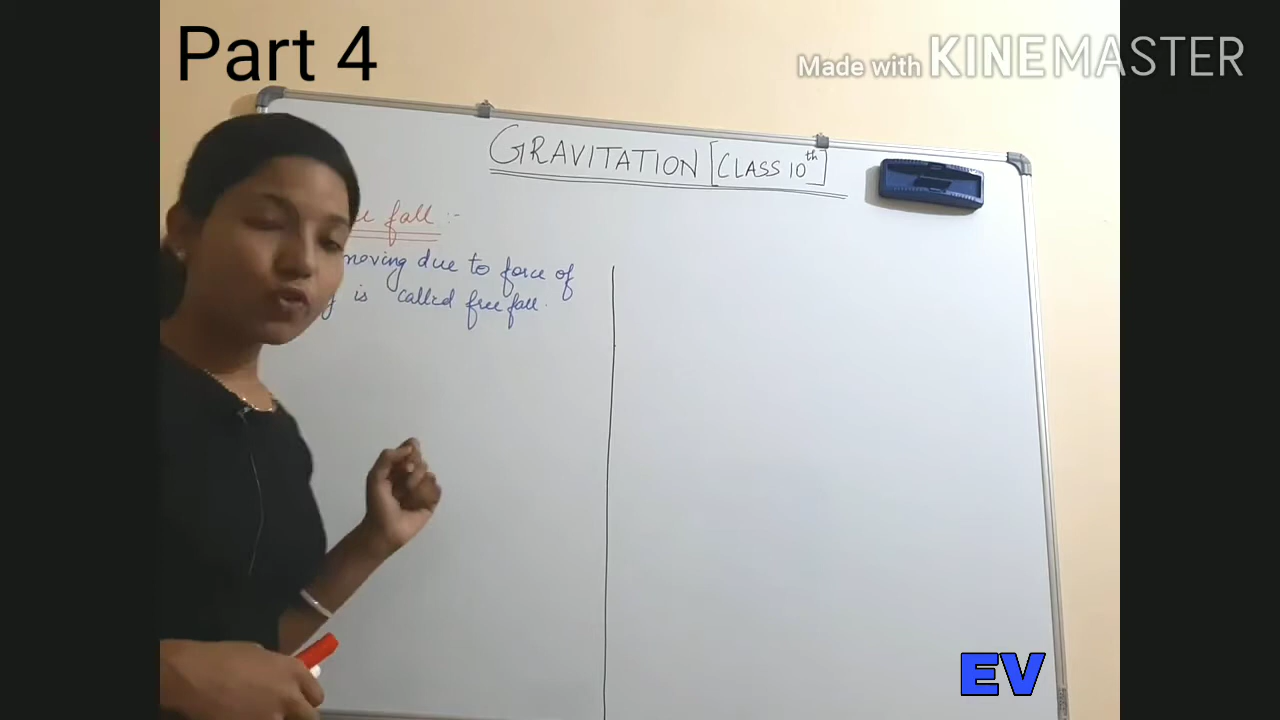 Part 4
Made with KINEMASTER
GRAVITATION [CLASS 10th]
fall :-
moving due to force of
is called free fall.
EV